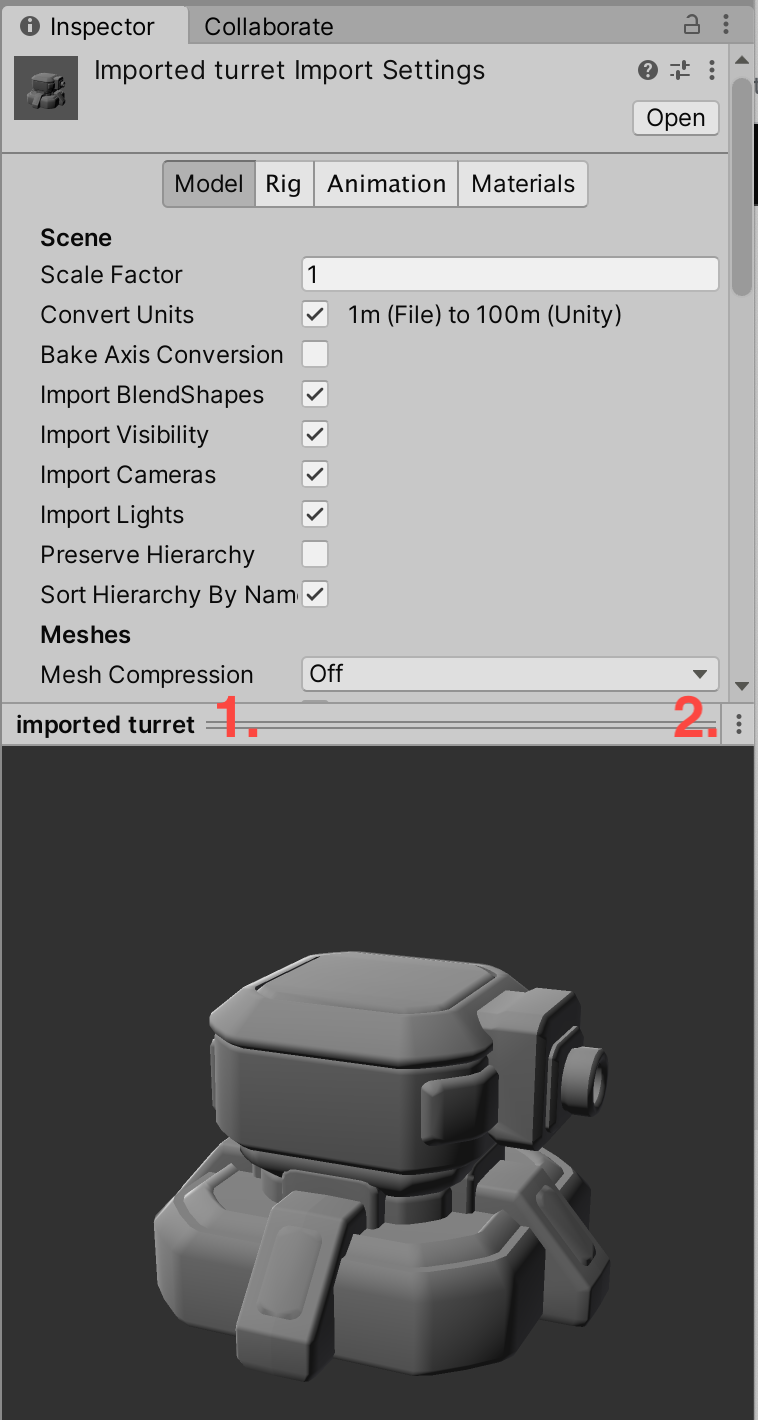 Inspector
Collaborate
Imported turret Import Settings
Open
Model
Rig
Animation
Materials
Scene
Scale Factor 1
Convert Units 1m (File) to 100m (Unity)
Bake Axis Conversion
Import BlendShapes
Import Visibility
Import Cameras
Import Lights
Preserve Hierarchy
Sort Hierarchy By Nam
Meshes
Mesh Compression Off
imported turret 1. 2.